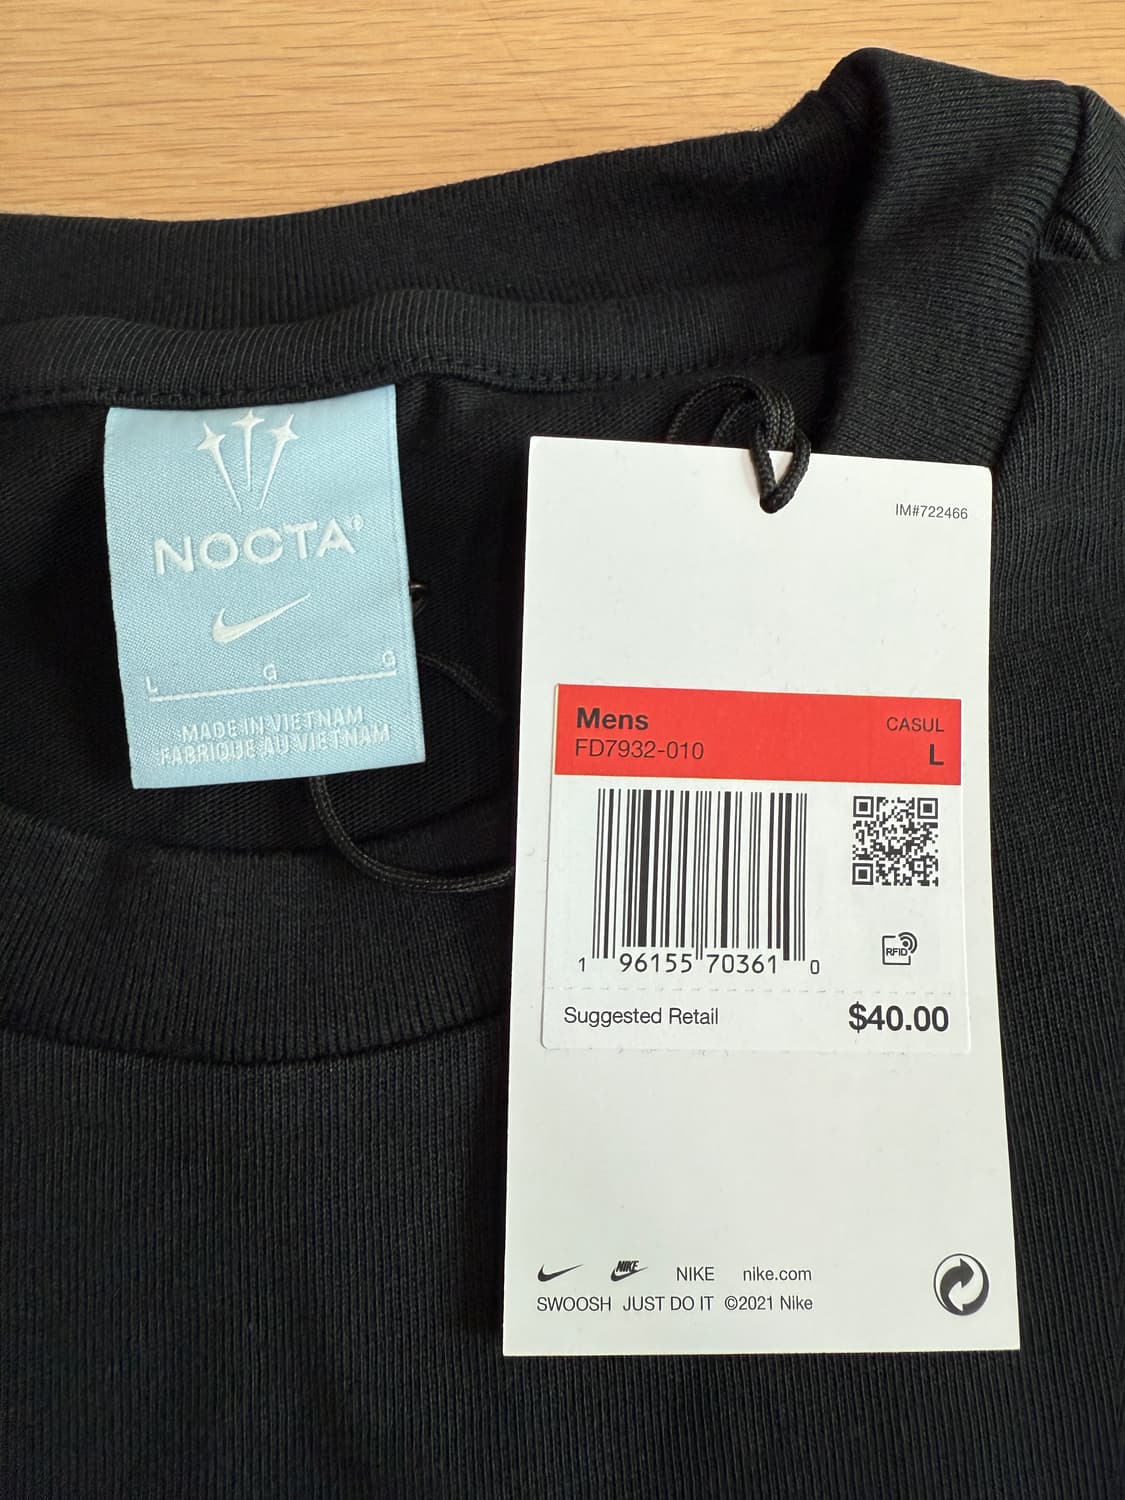 NOCTA®
L G G
MADE IN VIETNAM
FABRIQUE AU VIETNAM
IM#722466
Mens CASUL
FD7932-010 L
RFID
1 96155 70361 0
Suggested Retail $40.00
NIKE NIKE nike.com
SWOOSH JUST DO IT ©2021 Nike